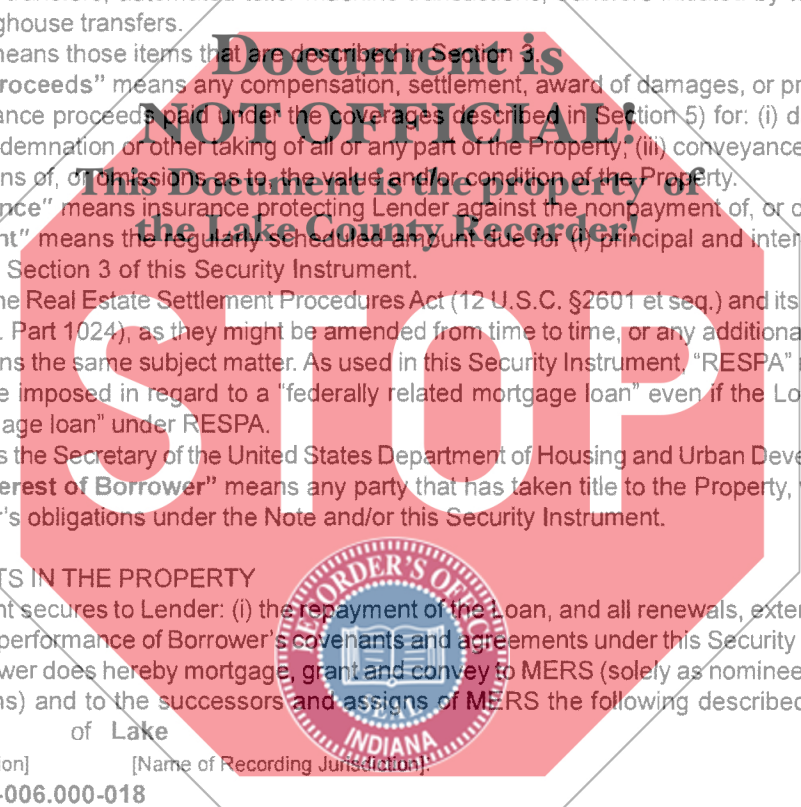 ghouse transfers.
means those items that are described in Section 3.
Document is
roceeds" means any compensation, settlement, award of damages, or pr
ance proceeds paid under the coverages described in Section 5) for: (i) d
NOT OFFICIAL!
demnation or other taking of all or any part of the Property; (iii) conveyance
ns of, or omissions as to, the value and/or condition of the Property.
This Document is the property of
nce" means insurance protecting Lender against the nonpayment of, or d
the Lake County Recorder!
nt" means the regularly scheduled amount due for (i) principal and inter
Section 3 of this Security Instrument.
he Real Estate Settlement Procedures Act (12 U.S.C. §2601 et seq.) and its
. Part 1024), as they might be amended from time to time, or any additiona
ns the same subject matter. As used in this Security Instrument, "RESPA"
e imposed in regard to a "federally related mortgage loan" even if the Lo
age loan" under RESPA.
STOP
s the Secretary of the United States Department of Housing and Urban Deve
erest of Borrower" means any party that has taken title to the Property,
r's obligations under the Note and/or this Security Instrument.
TS IN THE PROPERTY
nt secures to Lender: (i) the repayment of the Loan, and all renewals, exter
performance of Borrower's covenants and agreements under this Security
wer does hereby mortgage, grant and convey to MERS (solely as nominee
ns) and to the successors and assigns of MERS the following described
RECORDER'S OFFICE
SEAL
INDIANA
of Lake
ion] [Name of Recording Jurisdiction]:
-006.000-018